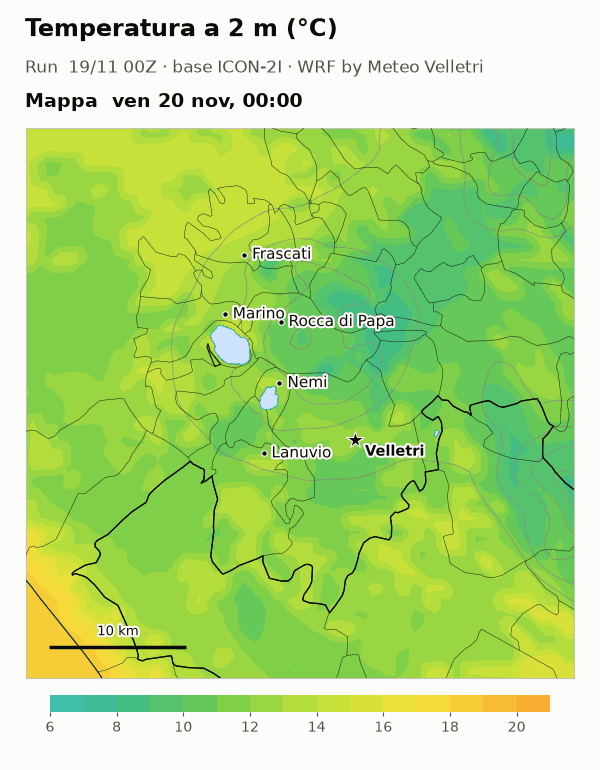 Temperatura a 2 m (°C)
Run  19/11 00Z · base ICON-2I · WRF by Meteo Velletri
Mappa  ven 20 nov, 00:00
Frascati
Marino
Rocca di Papa
Nemi
Velletri
Lanuvio
10 km
6 8 10 12 14 16 18 20